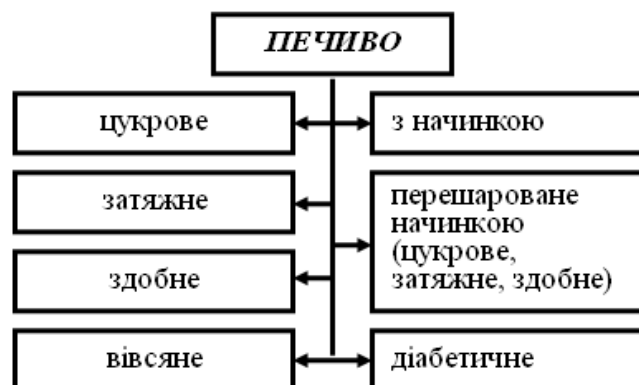 ПЕЧИВО
цукрове
з начинкою
затяжне
перешароване
начинкою
(цукрове,
затяжне, здобне)
здобне
вівсяне
діабетичне